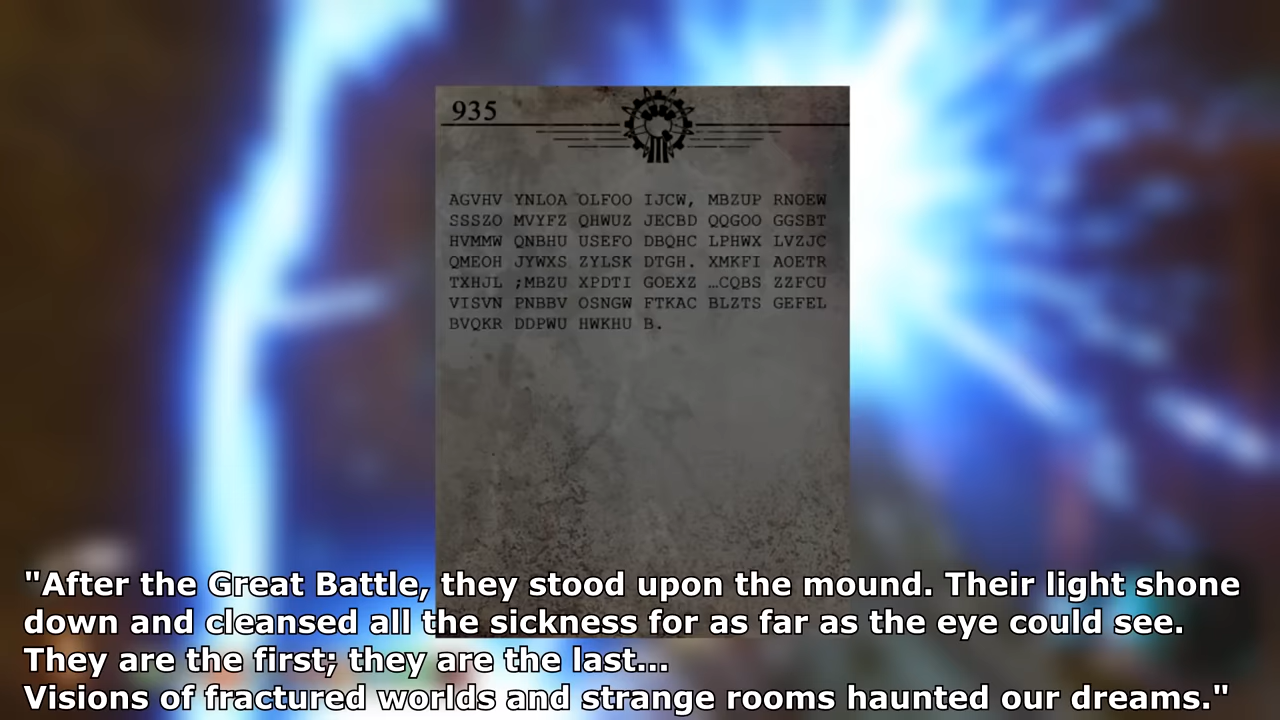 935
AGVHV YNLOA OLFOO IJCW, MBZUP RNOEW
SSSZO MVYFZ QHWUZ JECBD QQGOO GGSBT
HVMMW QNBHU USEFO DBQHC LPHWX LVZJC
QMEOH JYWXS ZYLSK DTGH. XMKFI AOETR
TXHJL ;MBZU XPDTI GOEXZ …CQBS ZZFCU
VISVN PNBBV OSNGW FTKAC BLZTS GEFEL
BVQKR DDPWU HWKHU B.
"After the Great Battle, they stood upon the mound. Their light shone
down and cleansed all the sickness for as far as the eye could see.
They are the first; they are the last...
Visions of fractured worlds and strange rooms haunted our dreams."